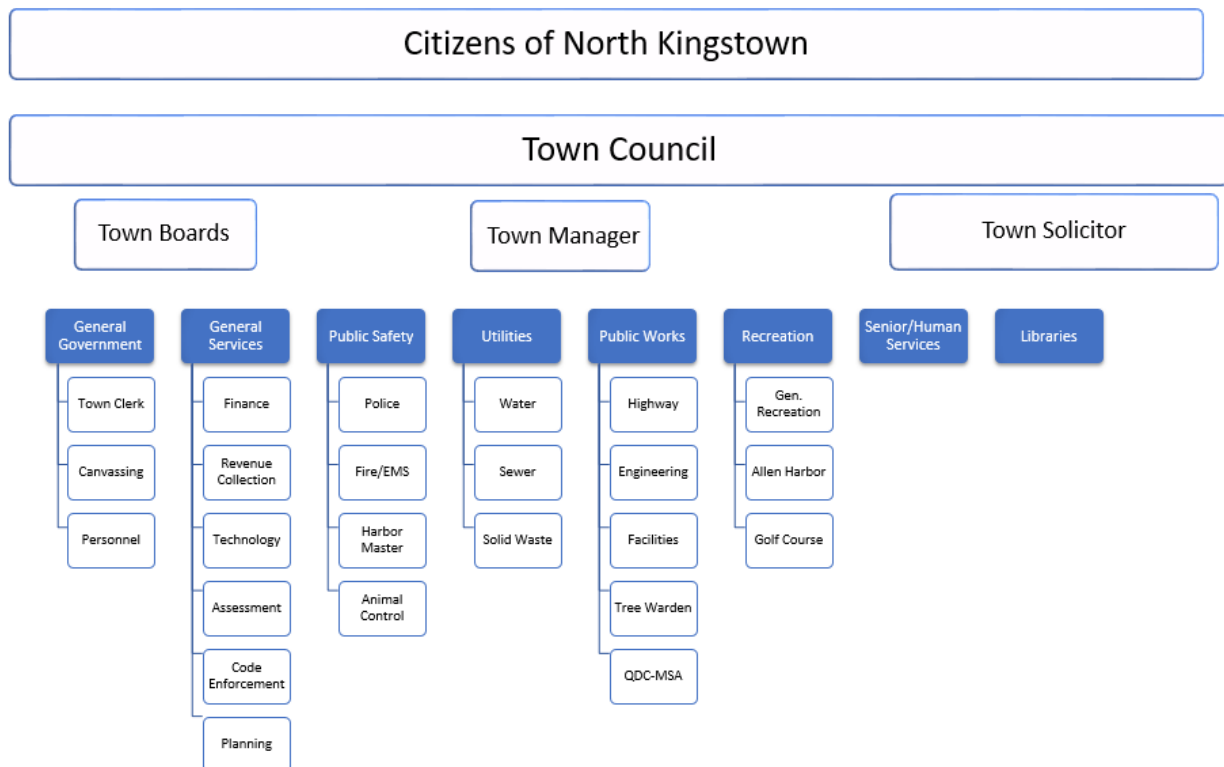 Citizens of North Kingstown
Town Council
Town Boards
Town Manager
Town Solicitor
General
Government
General
Services
Public Safety
Utilities
Public Works
Recreation
Senior/Human
Services
Libraries
Town Clerk
Canvassing
Personnel
Finance
Revenue
Collection
Technology
Assessment
Code
Enforcement
Planning
Police
Fire/EMS
Harbor
Master
Animal
Control
Water
Sewer
Solid Waste
Highway
Engineering
Facilities
Tree Warden
QDC-MSA
Gen.
Recreation
Allen Harbor
Golf Course